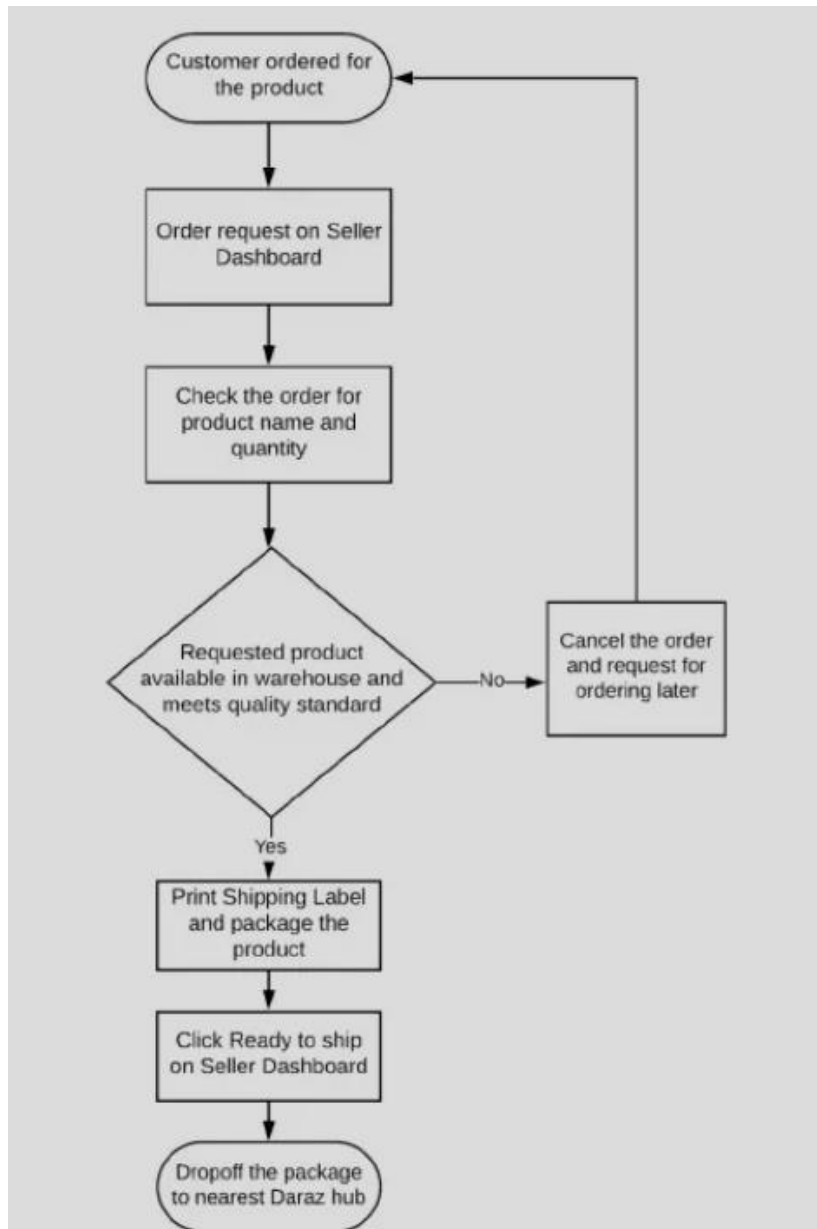 Customer ordered for
the product
Order request on Seller
Dashboard
Check the order for
product name and
quantity
Requested product
available in warehouse and
meets quality standard
No
Cancel the order
and request for
ordering later
Yes
Print Shipping Label
and package the
product
Click Ready to ship
on Seller Dashboard
Dropoff the package
to nearest Daraz hub